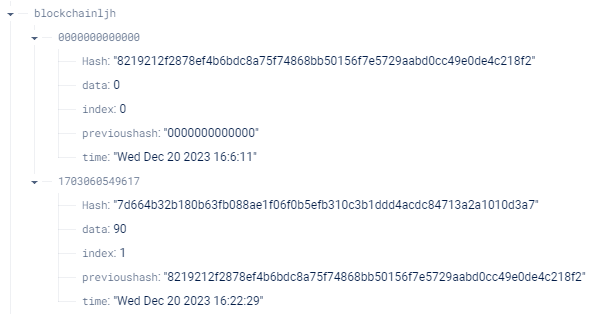 blockchainljh
0000000000000
Hash: "8219212f2878ef4b6bdc8a75f74868bb50156f7e5729aabd0cc49e0de4c218f2"
data: 0
index: 0
previoushash: "0000000000000"
time: "Wed Dec 20 2023 16:6:11"
1703060549617
Hash: "7d664b32b180b63fb088ae1f06f0b5efb310c3b1ddd4acdc84713a2a1010d3a7"
data: 90
index: 1
previoushash: "8219212f2878ef4b6bdc8a75f74868bb50156f7e5729aabd0cc49e0de4c218f2"
time: "Wed Dec 20 2023 16:22:29"